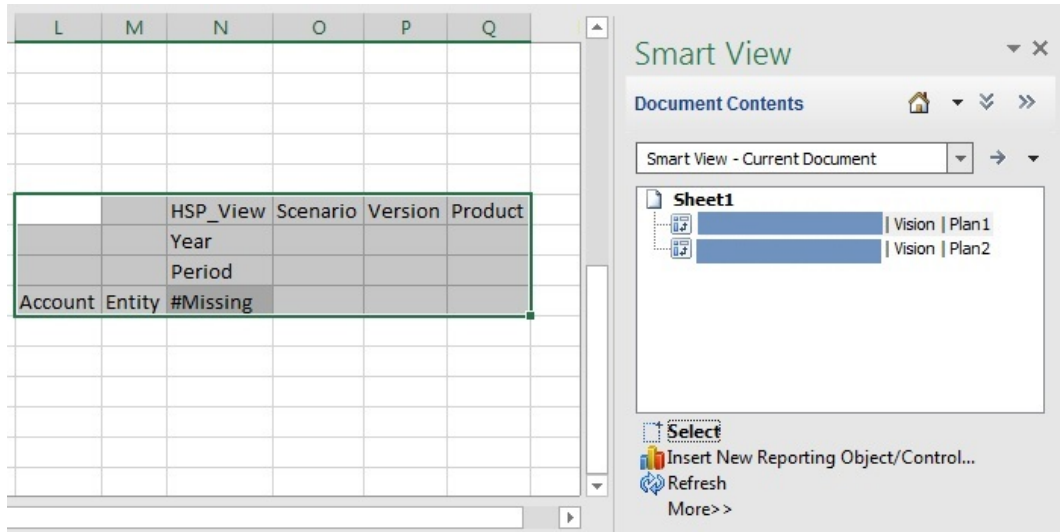 L M N O P Q
HSP_View Scenario Version Product
Year
Period
Account Entity #Missing
Smart View
Document Contents
Smart View - Current Document
Sheet1
| Vision | Plan1
| Vision | Plan2
Select
Insert New Reporting Object/Control...
Refresh
More>>